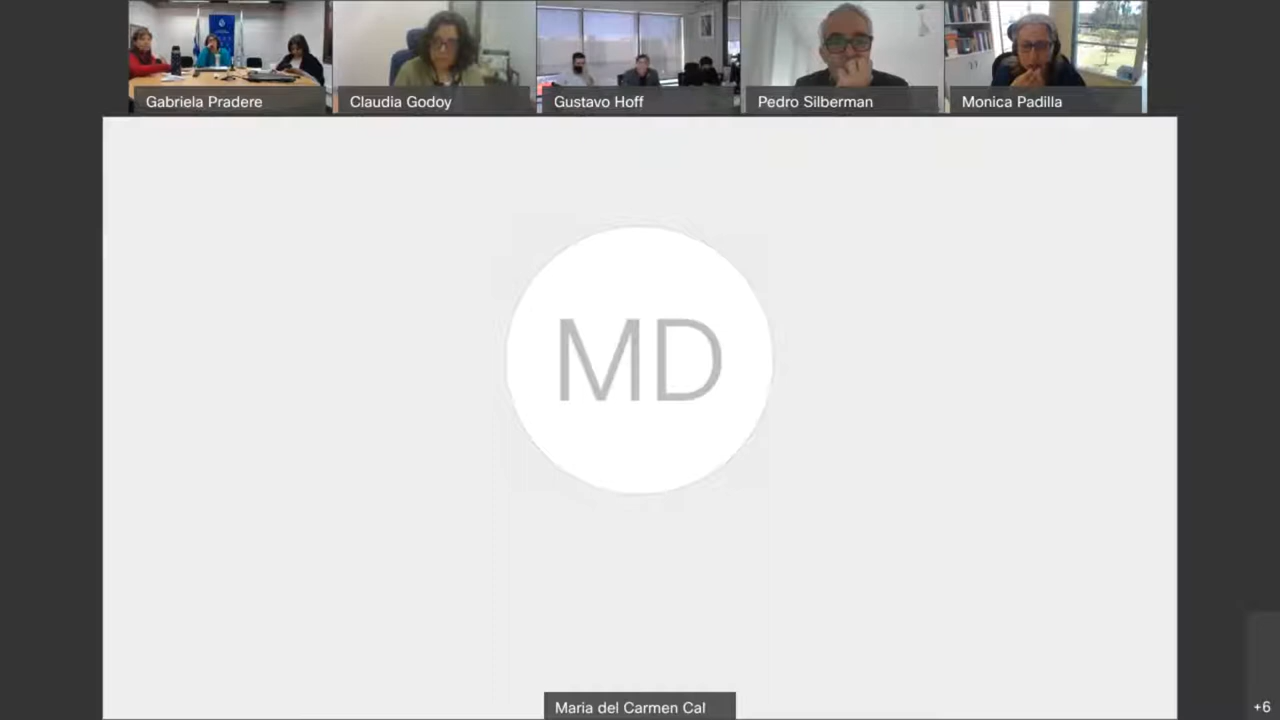 Gabriela Pradere
Claudia Godoy
Gustavo Hoff
Pedro Silberman
Monica Padilla
MD
Maria del Carmen Cal
+6